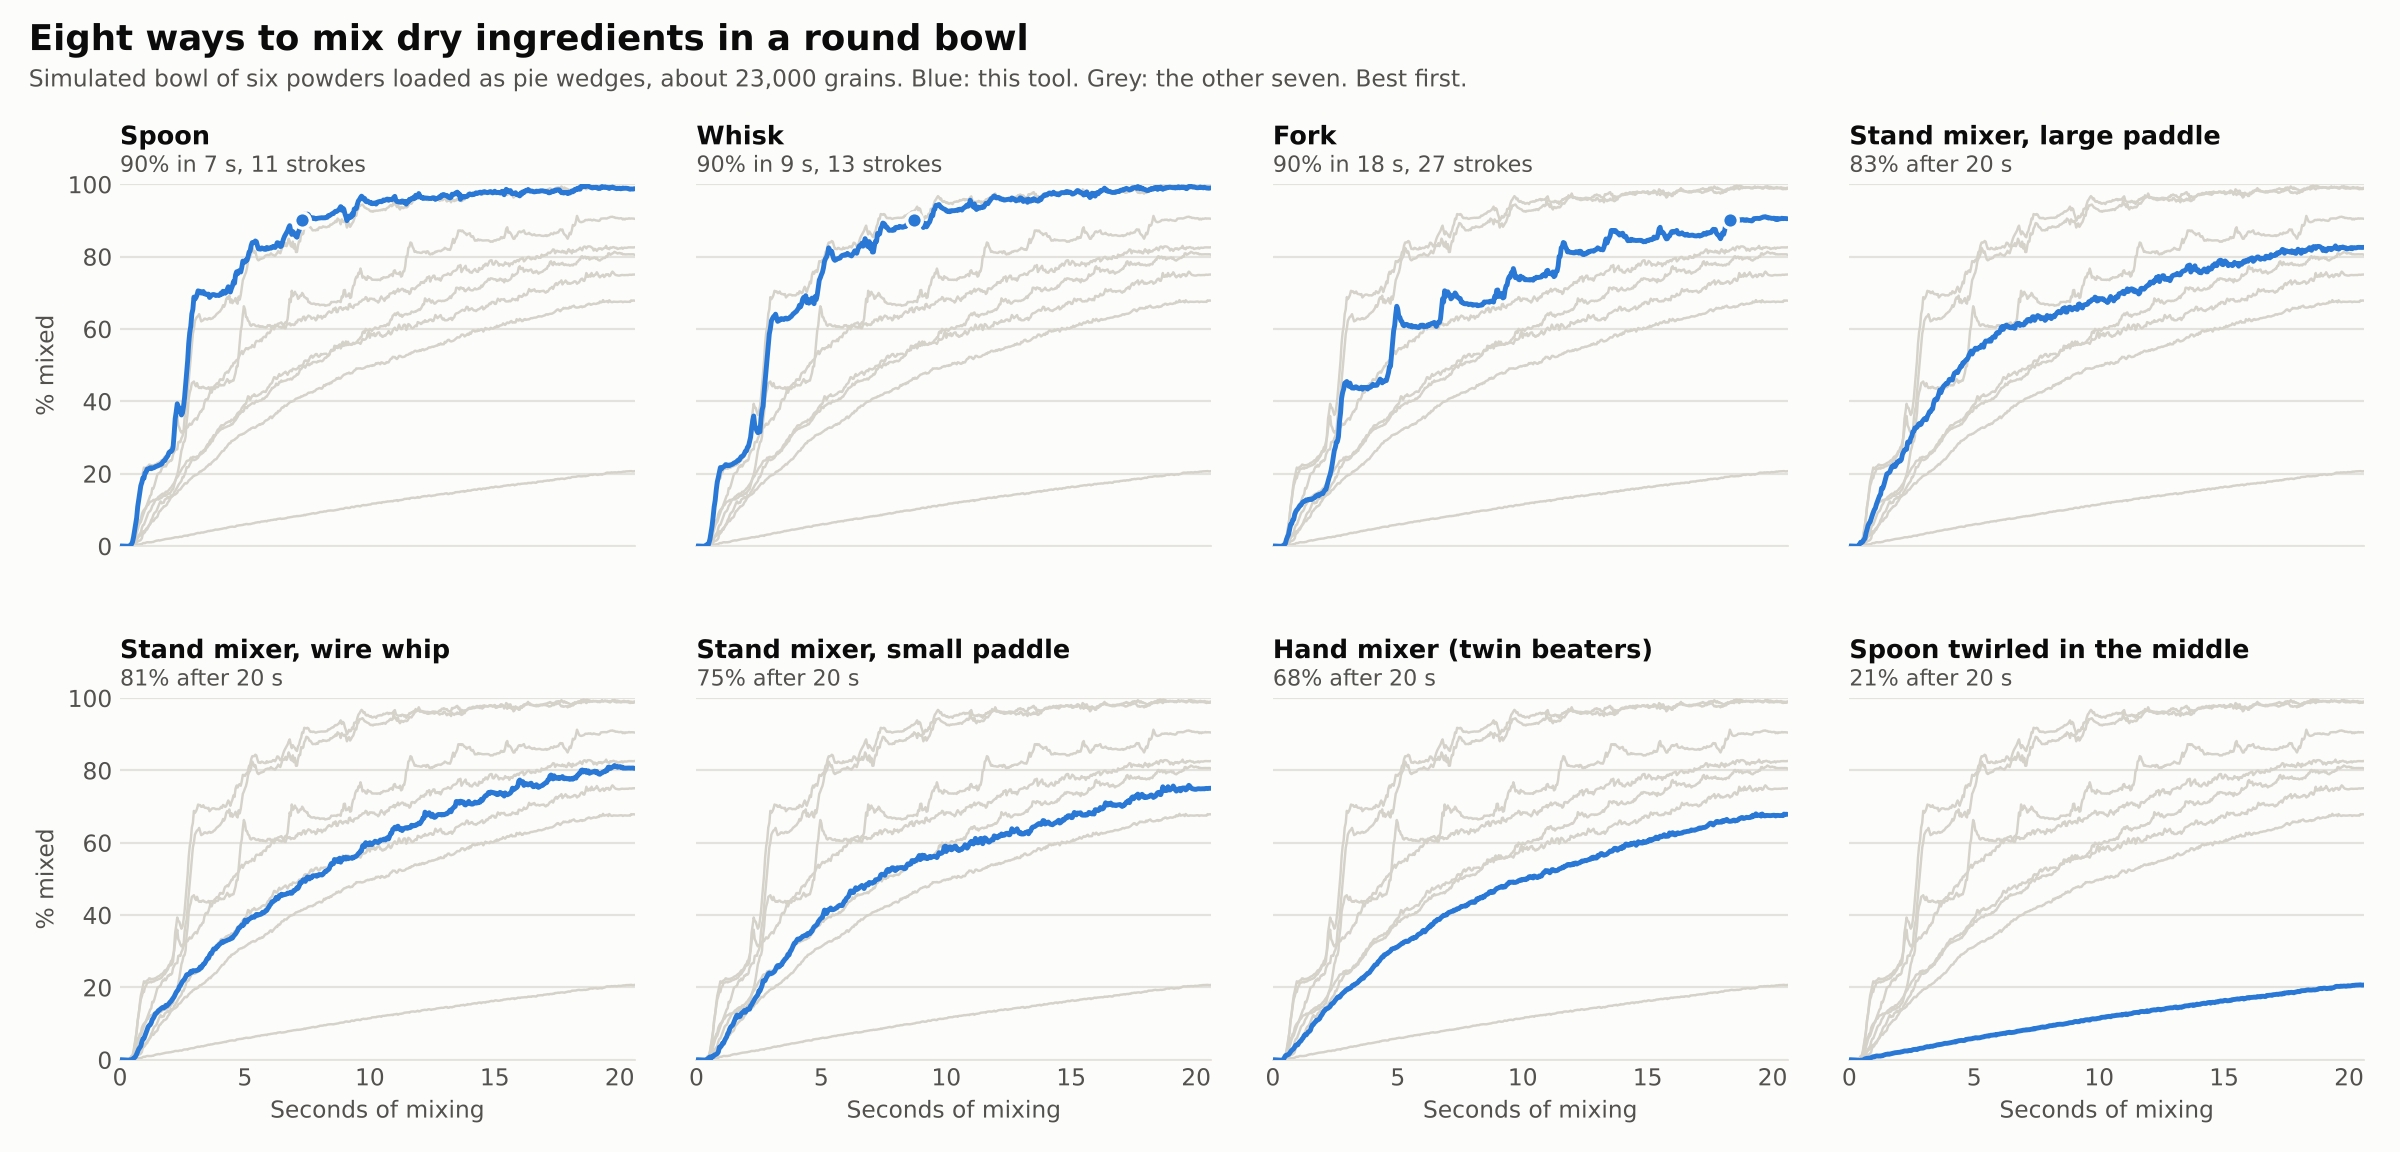 Eight ways to mix dry ingredients in a round bowl
Simulated bowl of six powders loaded as pie wedges, about 23,000 grains. Blue: this tool. Grey: the other seven. Best first.
Spoon
90% in 7 s, 11 strokes
100
80
60
40
20
0
% mixed
Whisk
90% in 9 s, 13 strokes
Fork
90% in 18 s, 27 strokes
Stand mixer, large paddle
83% after 20 s
Stand mixer, wire whip
81% after 20 s
100
80
60
40
20
0
% mixed
0 5 10 15 20
Seconds of mixing
Stand mixer, small paddle
75% after 20 s
0 5 10 15 20
Seconds of mixing
Hand mixer (twin beaters)
68% after 20 s
0 5 10 15 20
Seconds of mixing
Spoon twirled in the middle
21% after 20 s
0 5 10 15 20
Seconds of mixing